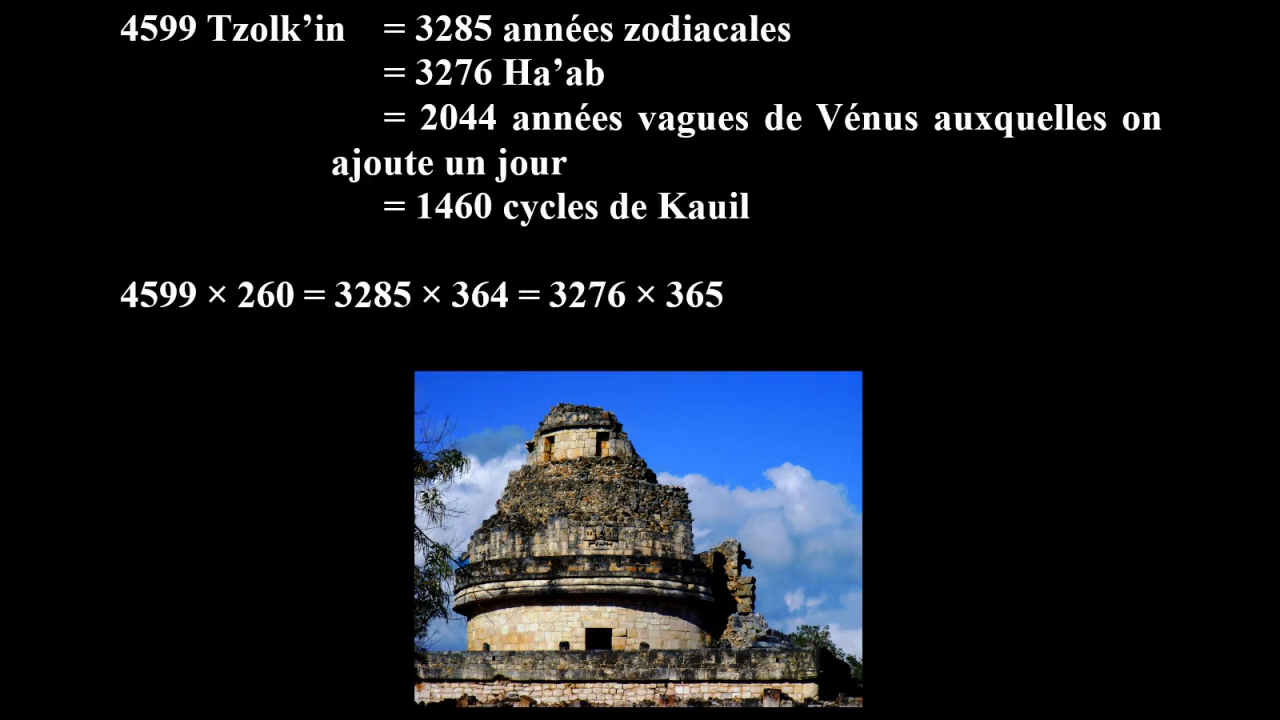 4599 Tzolk’in = 3285 années zodiacales
= 3276 Ha’ab
= 2044 années vagues de Vénus auxquelles on
ajoute un jour
= 1460 cycles de Kauil
4599 × 260 = 3285 × 364 = 3276 × 365